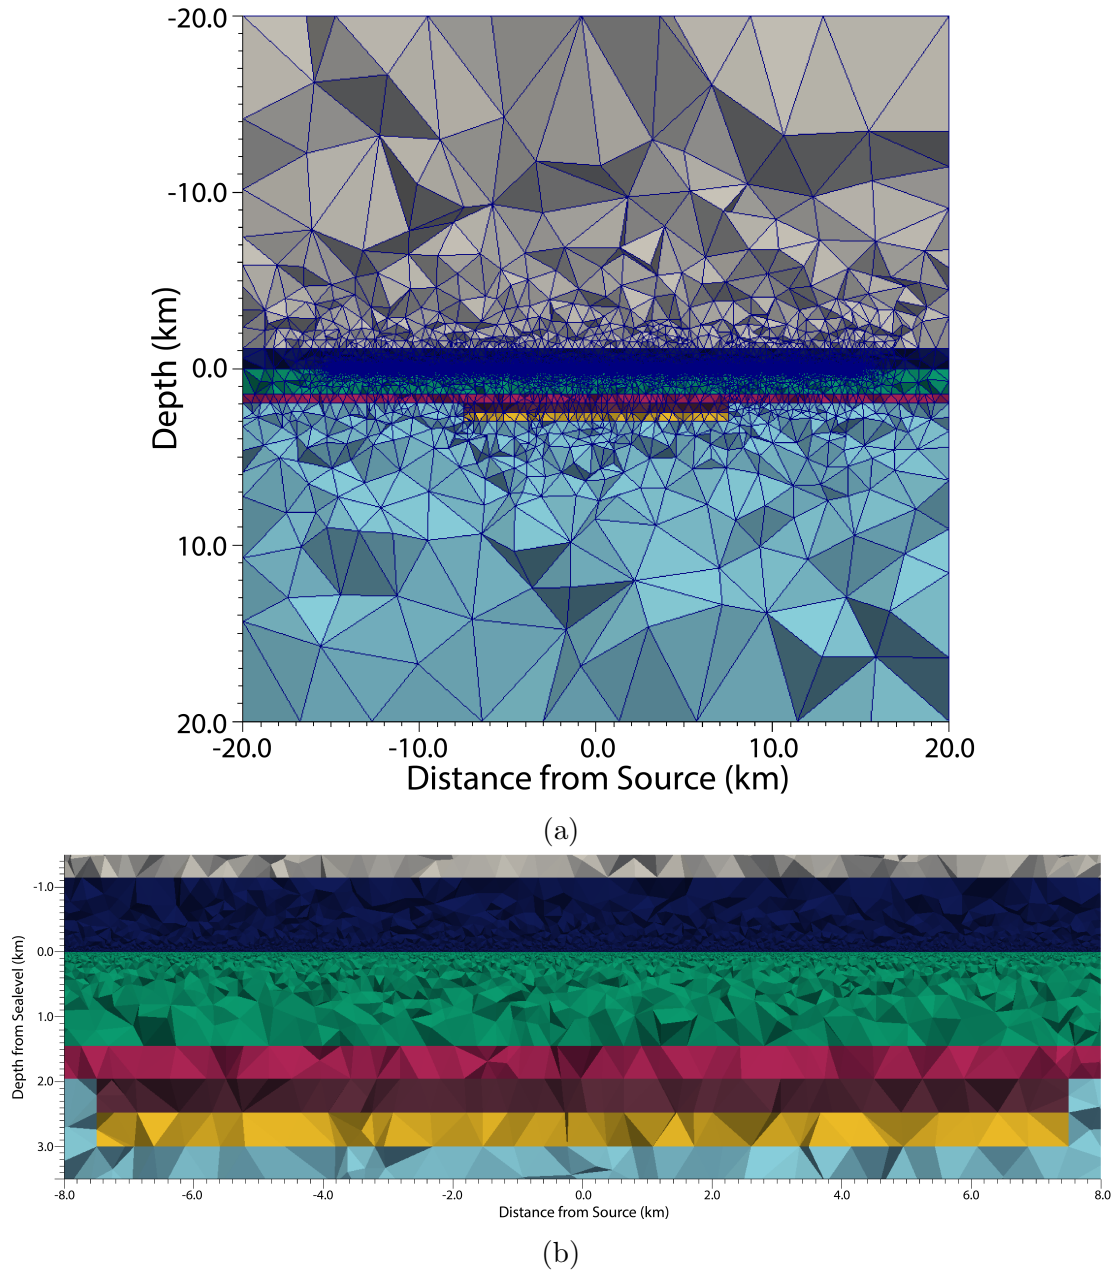 -20.0
-10.0
0.0
10.0
20.0
Depth (km)
-20.0 -10.0 0.0 10.0 20.0
Distance from Source (km)
(a)
-1.0
0.0
1.0
2.0
3.0
Depth from Sealevel (km)
-8.0 -6.0 -4.0 -2.0 0.0 2.0 4.0 6.0 8.0
Distance from Source (km)
(b)